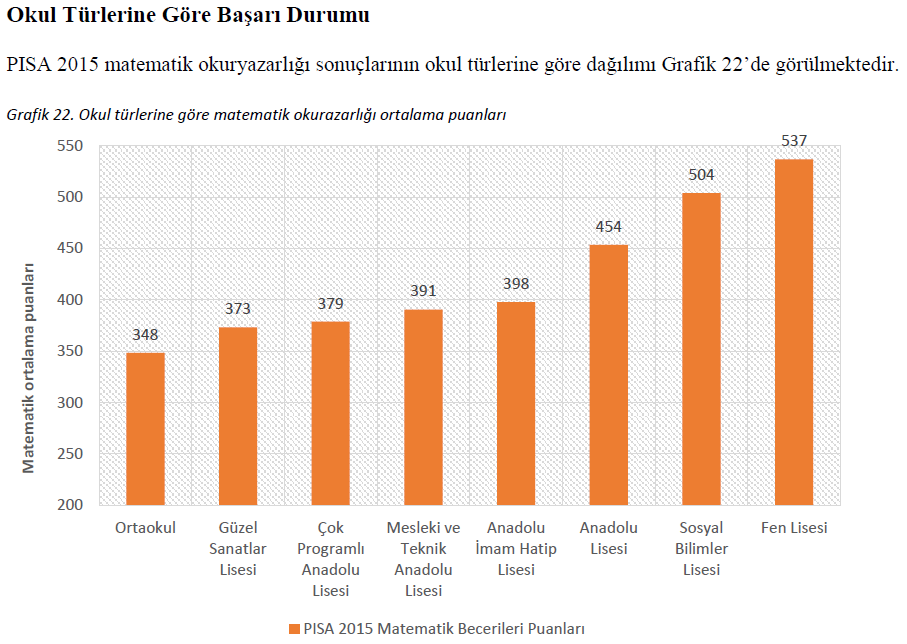 Okul Türlerine Göre Başarı Durumu
PISA 2015 matematik okuryazarlığı sonuçlarının okul türlerine göre dağılımı Grafik 22’de görülmektedir.
Grafik 22. Okul türlerine göre matematik okurazarlığı ortalama puanları
Matematik ortalama puanları
550
500
450
400
350
300
250
200
348
373
379
391
398
454
504
537
Ortaokul
Güzel
Sanatlar
Lisesi
Çok
Programlı
Anadolu
Lisesi
Mesleki ve
Teknik
Anadolu
Lisesi
Anadolu
İmam Hatip
Lisesi
Anadolu
Lisesi
Sosyal
Bilimler
Lisesi
Fen Lisesi
PISA 2015 Matematik Becerileri Puanları